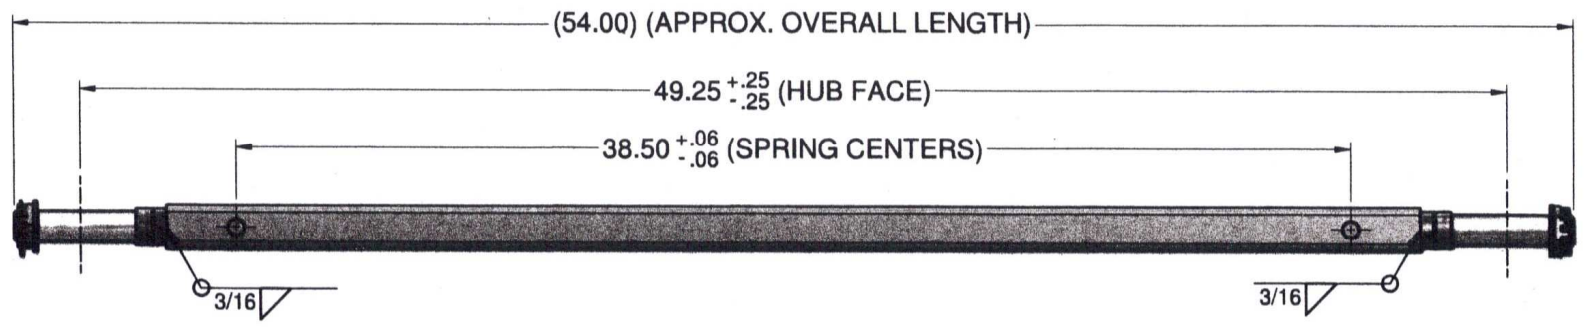 (54.00) (APPROX. OVERALL LENGTH)
49.25 +.25 -.25 (HUB FACE)
38.50 +.06 -.06 (SPRING CENTERS)
3/16
3/16